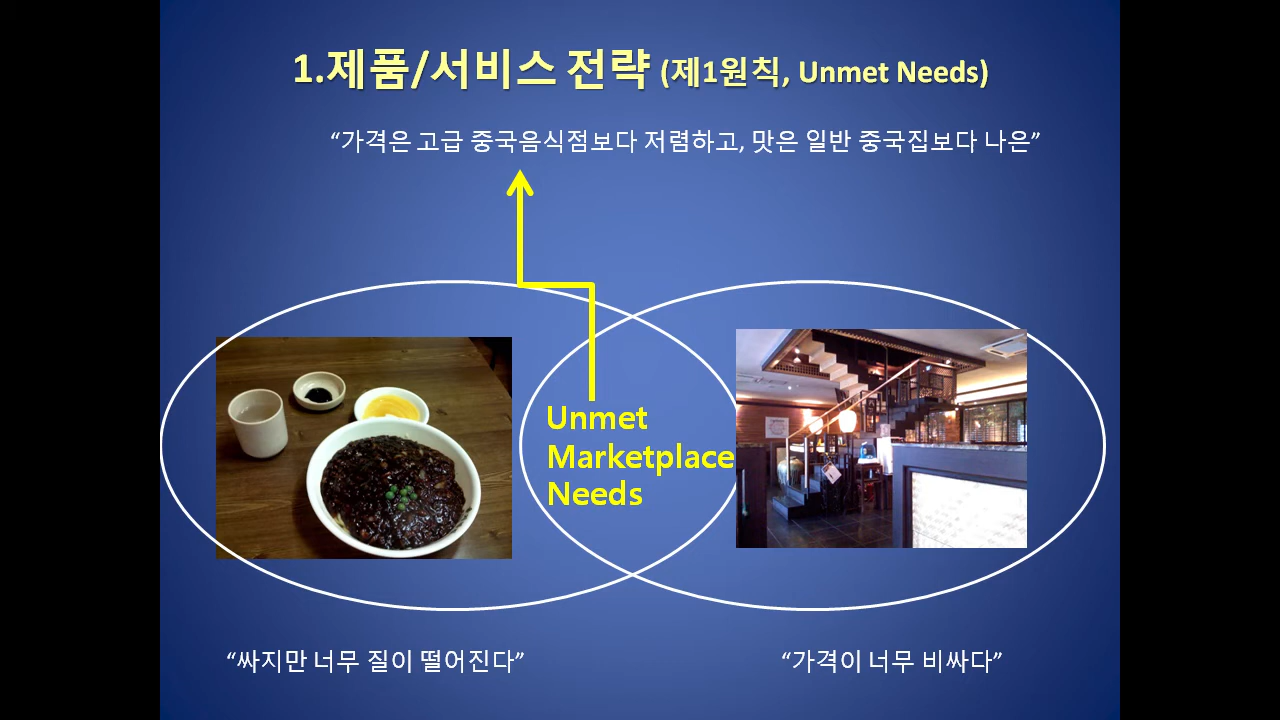 1.제품/서비스 전략 (제1원칙, Unmet Needs)
“가격은 고급 중국음식점보다 저렴하고, 맛은 일반 중국집보다 나은”
Unmet
Marketplace
Needs
“싸지만 너무 질이 떨어진다”
“가격이 너무 비싸다”